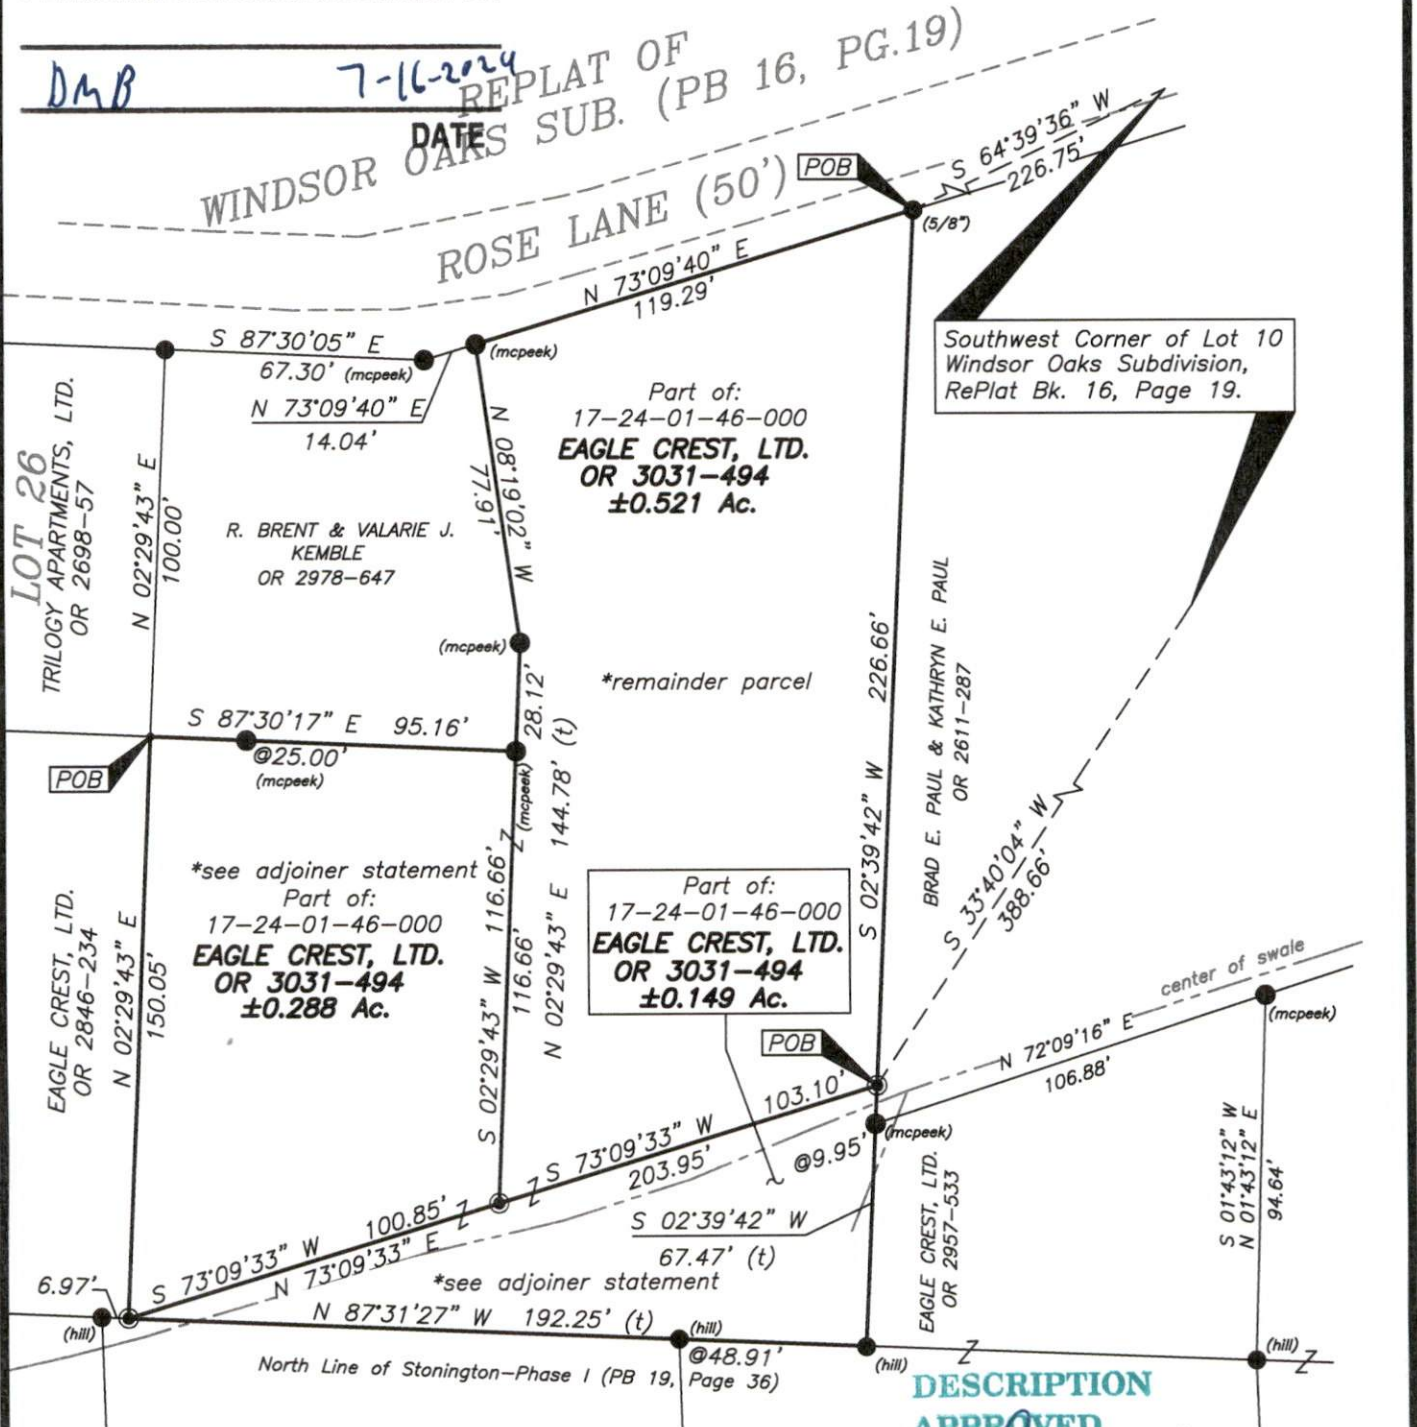 DMB 7-16-2024
DATE
REPLAT OF
WINDSOR OAKS SUB. (PB 16, PG.19)
ROSE LANE (50')
POB
S 64°39'36" W
226.75'
(5/8")
N 73°09'40" E
119.29'
S 87°30'05" E
67.30' (mcpeek)
(mcpeek)
N 73°09'40" E
14.04'
Southwest Corner of Lot 10
Windsor Oaks Subdivision,
RePlat Bk. 16, Page 19.
Part of:
17-24-01-46-000
EAGLE CREST, LTD.
OR 3031-494
±0.521 Ac.
LOT 26
TRILOGY APARTMENTS, LTD.
OR 2698-57
N 02°29'43" E
100.00'
R. BRENT & VALARIE J.
KEMBLE
OR 2978-647
N 08°19'02" W
77.91'
(mcpeek)
*remainder parcel
28.12'
S 87°30'17" E 95.16'
@25.00'
(mcpeek)
POB
(mcpeek)
N 02°29'43" E 144.78' (t)
226.66'
S 02°39'42" W
BRAD E. PAUL & KATHRYN E. PAUL
OR 2611-287
S 33°40'04" W
388.66'
*see adjoiner statement
Part of:
17-24-01-46-000
EAGLE CREST, LTD.
OR 3031-494
±0.288 Ac.
EAGLE CREST, LTD.
OR 2846-234
N 02°29'43" E
150.05'
S 02°29'43" W 116.66'
116.66'
Part of:
17-24-01-46-000
EAGLE CREST, LTD.
OR 3031-494
±0.149 Ac.
POB
center of swale
(mcpeek)
N 72°09'16" E
106.88'
103.10'
S 73°09'33" W
203.95'
@9.95'
(mcpeek)
S 02°39'42" W
67.47' (t)
EAGLE CREST, LTD.
OR 2957-533
S 01°43'12" W
N 01°43'12" E
94.64'
100.85'
S 73°09'33" W
N 73°09'33" E
6.97'
(hill)
*see adjoiner statement
N 87°31'27" W 192.25' (t)
(hill)
@48.91'
(hill)
(hill)
North Line of Stonington-Phase I (PB 19, Page 36)
DESCRIPTION
APPROVED